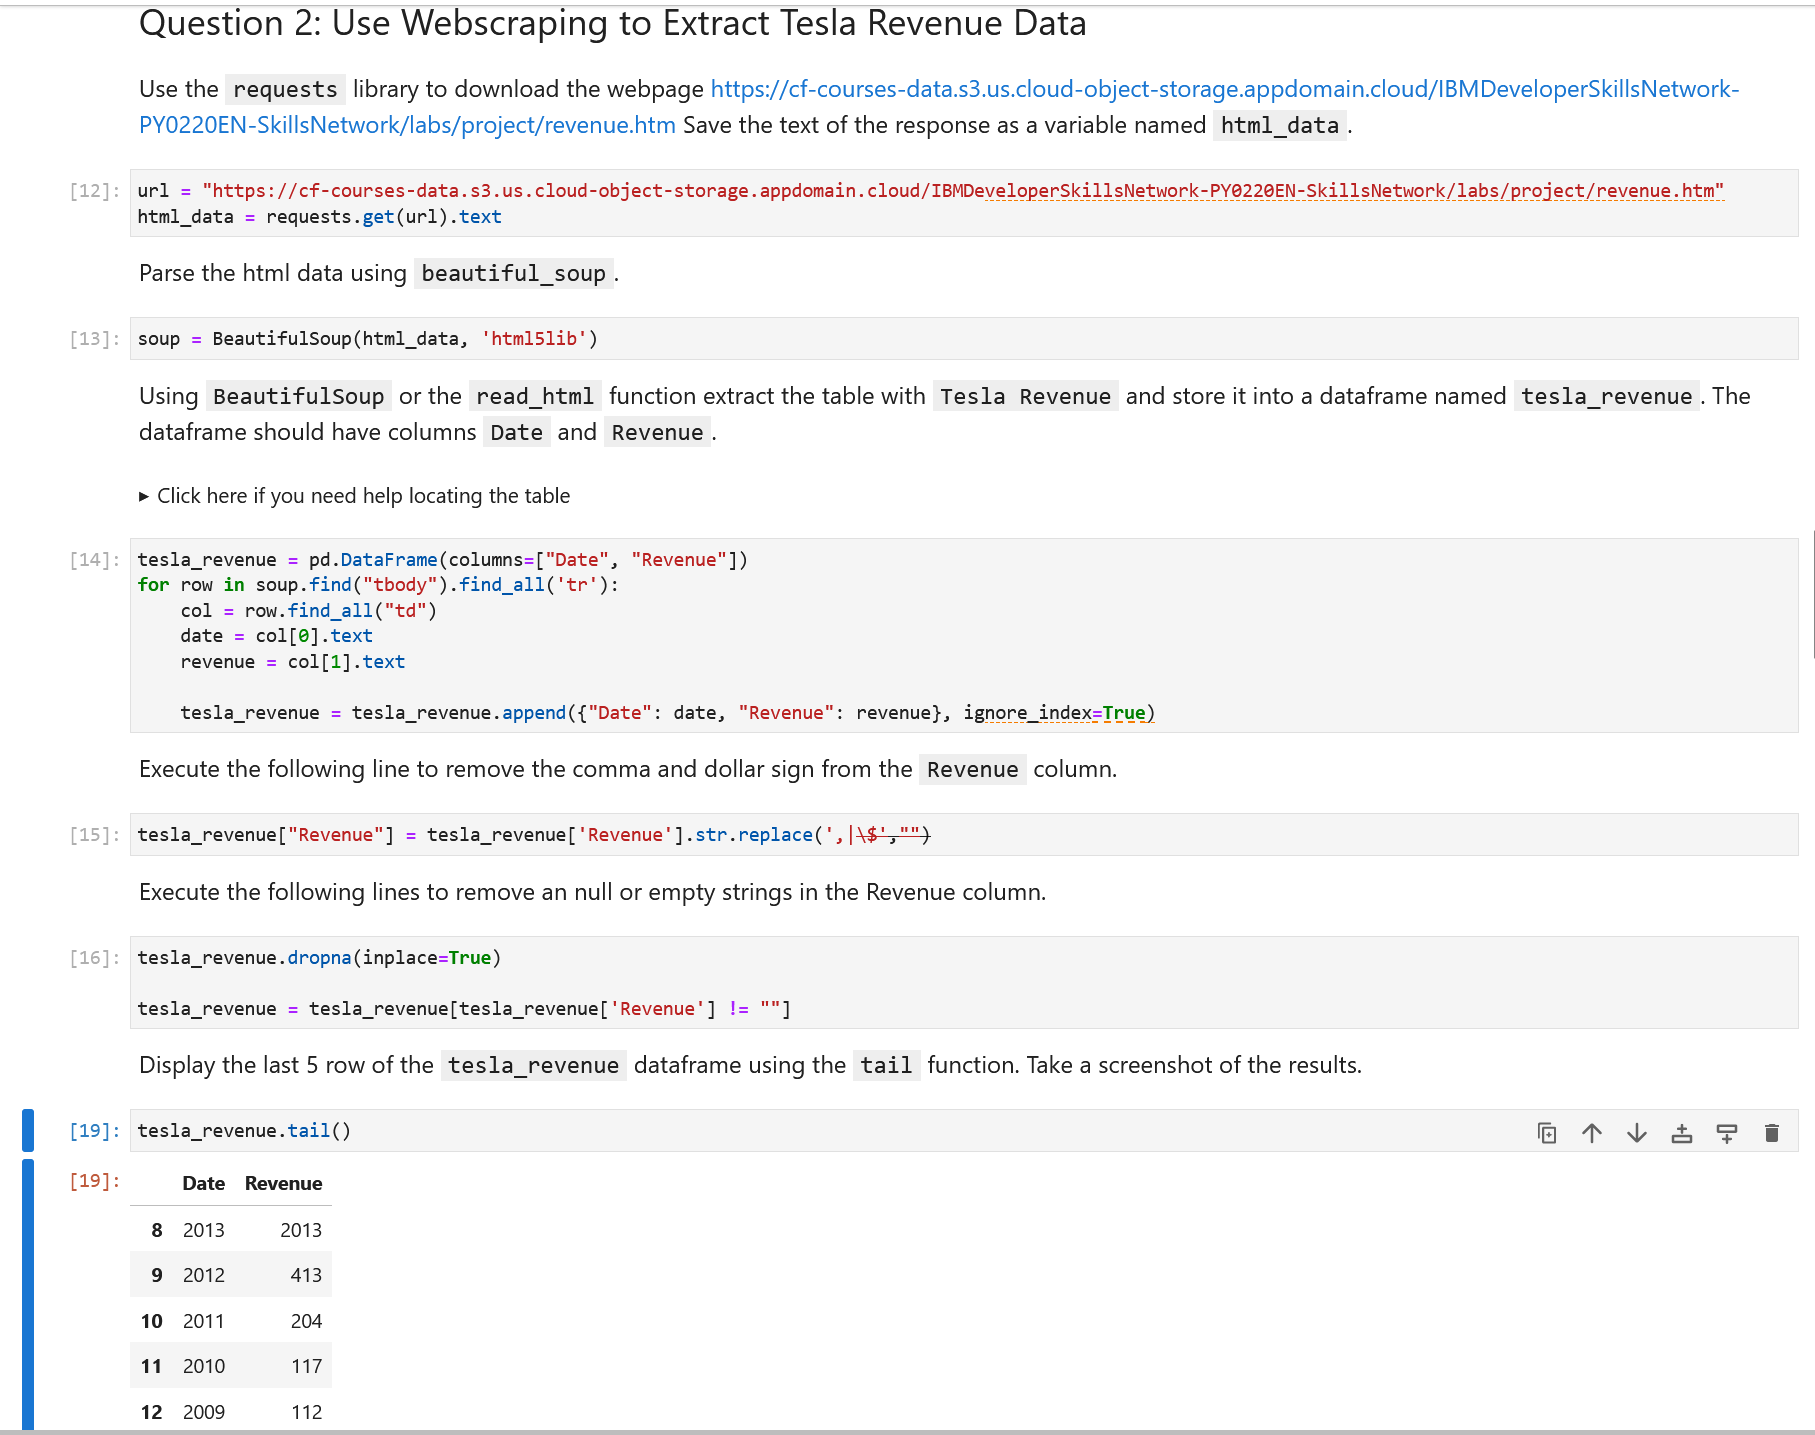 Question 2: Use Webscraping to Extract Tesla Revenue Data
Use the requests library to download the webpage https://cf-courses-data.s3.us.cloud-object-storage.appdomain.cloud/IBMDeveloperSkillsNetwork-
PY0220EN-SkillsNetwork/labs/project/revenue.htm Save the text of the response as a variable named html_data.
[12]: url = "https://cf-courses-data.s3.us.cloud-object-storage.appdomain.cloud/IBMDeveloperSkillsNetwork-PY0220EN-SkillsNetwork/labs/project/revenue.htm"
html_data = requests.get(url).text
Parse the html data using beautiful_soup.
[13]: soup = BeautifulSoup(html_data, 'html5lib')
Using BeautifulSoup or the read_html function extract the table with Tesla Revenue and store it into a dataframe named tesla_revenue. The
dataframe should have columns Date and Revenue.
▸ Click here if you need help locating the table
[14]: tesla_revenue = pd.DataFrame(columns=["Date", "Revenue"])
for row in soup.find("tbody").find_all('tr'):
    col = row.find_all("td")
    date = col[0].text
    revenue = col[1].text
    tesla_revenue = tesla_revenue.append({"Date": date, "Revenue": revenue}, ignore_index=True)
Execute the following line to remove the comma and dollar sign from the Revenue column.
[15]: tesla_revenue["Revenue"] = tesla_revenue['Revenue'].str.replace(',|\$',"")
Execute the following lines to remove an null or empty strings in the Revenue column.
[16]: tesla_revenue.dropna(inplace=True)
tesla_revenue = tesla_revenue[tesla_revenue['Revenue'] != ""]
Display the last 5 row of the tesla_revenue dataframe using the tail function. Take a screenshot of the results.
[19]: tesla_revenue.tail()
[19]: Date Revenue
8 2013 2013
9 2012 413
10 2011 204
11 2010 117
12 2009 112